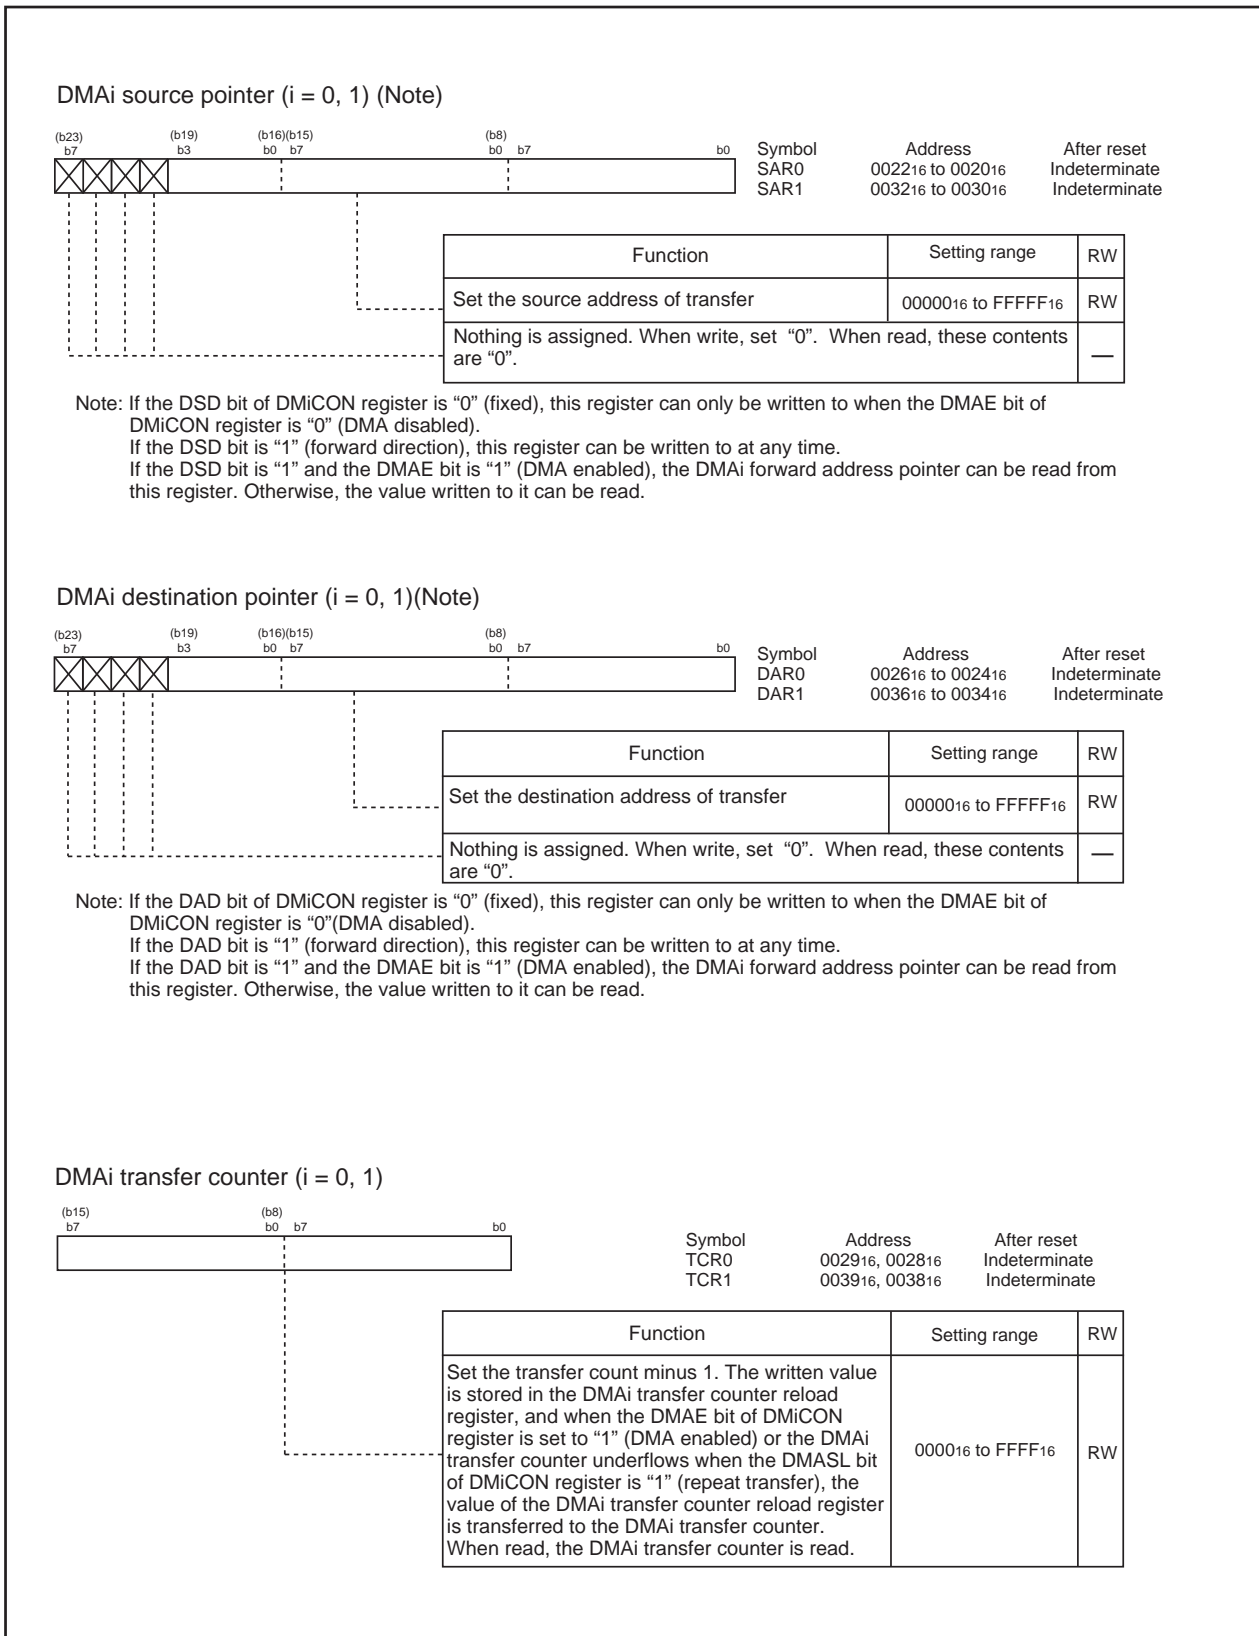 DMAi source pointer (i = 0, 1) (Note)
(b23) (b19) (b16)(b15) (b8)
b7 b3 b0 b7 b0 b7 b0
Symbol Address After reset
SAR0 002216 to 002016 Indeterminate
SAR1 003216 to 003016 Indeterminate
Function Setting range RW
Set the source address of transfer 0000016 to FFFFF16 RW
Nothing is assigned. When write, set “0”. When read, these contents
are “0”. —
Note: If the DSD bit of DMiCON register is “0” (fixed), this register can only be written to when the DMAE bit of
DMiCON register is “0” (DMA disabled).
If the DSD bit is “1” (forward direction), this register can be written to at any time.
If the DSD bit is “1” and the DMAE bit is “1” (DMA enabled), the DMAi forward address pointer can be read from
this register. Otherwise, the value written to it can be read.
DMAi destination pointer (i = 0, 1)(Note)
(b23) (b19) (b16)(b15) (b8)
b7 b3 b0 b7 b0 b7 b0
Symbol Address After reset
DAR0 002616 to 002416 Indeterminate
DAR1 003616 to 003416 Indeterminate
Function Setting range RW
Set the destination address of transfer 0000016 to FFFFF16 RW
Nothing is assigned. When write, set “0”. When read, these contents
are “0”. —
Note: If the DAD bit of DMiCON register is “0” (fixed), this register can only be written to when the DMAE bit of
DMiCON register is “0”(DMA disabled).
If the DAD bit is “1” (forward direction), this register can be written to at any time.
If the DAD bit is “1” and the DMAE bit is “1” (DMA enabled), the DMAi forward address pointer can be read from
this register. Otherwise, the value written to it can be read.
DMAi transfer counter (i = 0, 1)
(b15) (b8)
b7 b0 b7 b0
Symbol Address After reset
TCR0 002916, 002816 Indeterminate
TCR1 003916, 003816 Indeterminate
Function Setting range RW
Set the transfer count minus 1. The written value
is stored in the DMAi transfer counter reload
register, and when the DMAE bit of DMiCON
register is set to “1” (DMA enabled) or the DMAi
transfer counter underflows when the DMASL bit
of DMiCON register is “1” (repeat transfer), the
value of the DMAi transfer counter reload register
is transferred to the DMAi transfer counter.
When read, the DMAi transfer counter is read.
000016 to FFFF16 RW